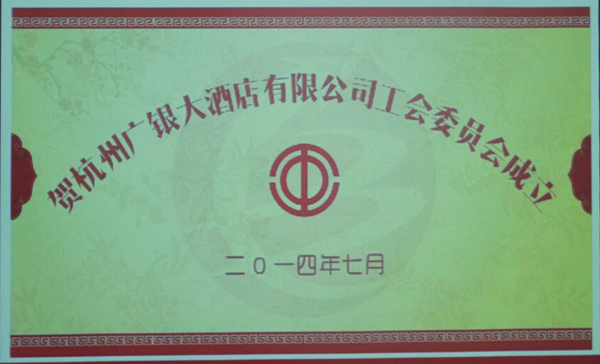 贺杭州广银大酒店有限公司工会委员会成立
二0一四年七月